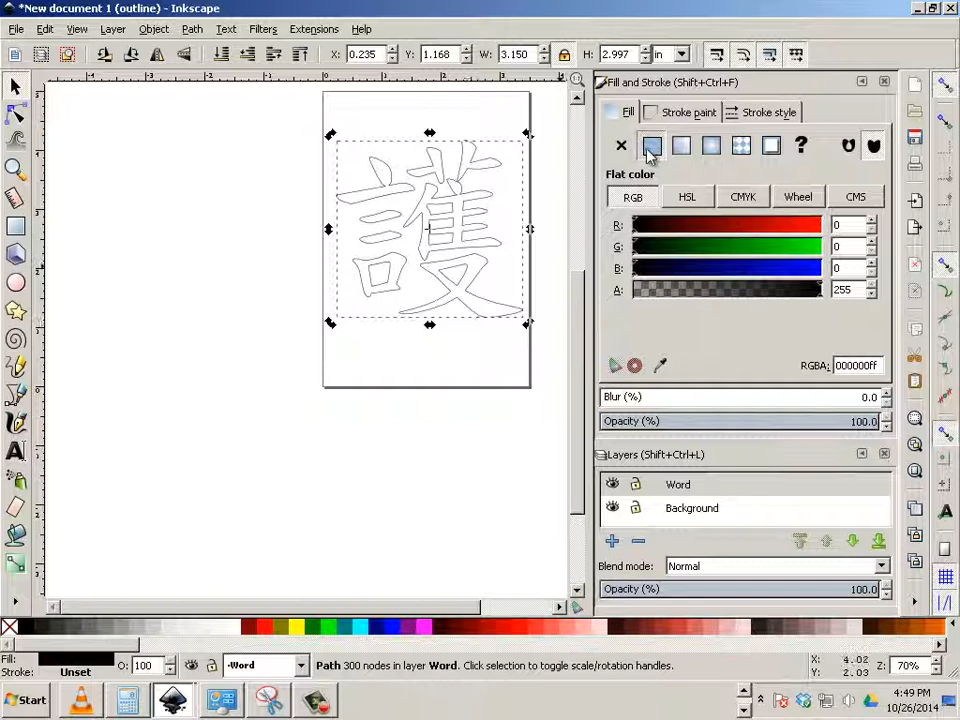 *New document 1 (outline) - Inkscape
File Edit View Layer Object Path Text Filters Extensions Help
X: 0.235 Y: 1.168 W: 3.150 H: 2.997 in
Fill and Stroke (Shift+Ctrl+F)
Fill Stroke paint Stroke style
Flat color
RGB HSL CMYK Wheel CMS
R: 0
G: 0
B: 0
A: 255
RGBA: 000000ff
Blur (%) 0.0
Opacity (%) 100.0
護
Layers (Shift+Ctrl+L)
Word
Background
Blend mode: Normal
Opacity (%) 100.0
Fill: O: 100 ·Word Path 300 nodes in layer Word. Click selection to toggle scale/rotation handles. X: 4.02 Z: 70%
Stroke: Unset Y: 2.03
Start 4:49 PM
10/26/2014